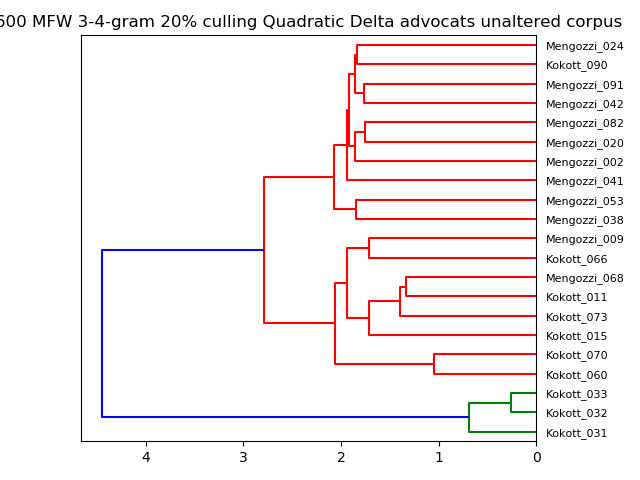 600 MFW 3-4-gram 20% culling Quadratic Delta advocats unaltered corpus
Mengozzi_024
Kokott_090
Mengozzi_091
Mengozzi_042
Mengozzi_082
Mengozzi_020
Mengozzi_002
Mengozzi_041
Mengozzi_053
Mengozzi_038
Mengozzi_009
Kokott_066
Mengozzi_068
Kokott_011
Kokott_073
Kokott_015
Kokott_070
Kokott_060
Kokott_033
Kokott_032
Kokott_031
4 3 2 1 0